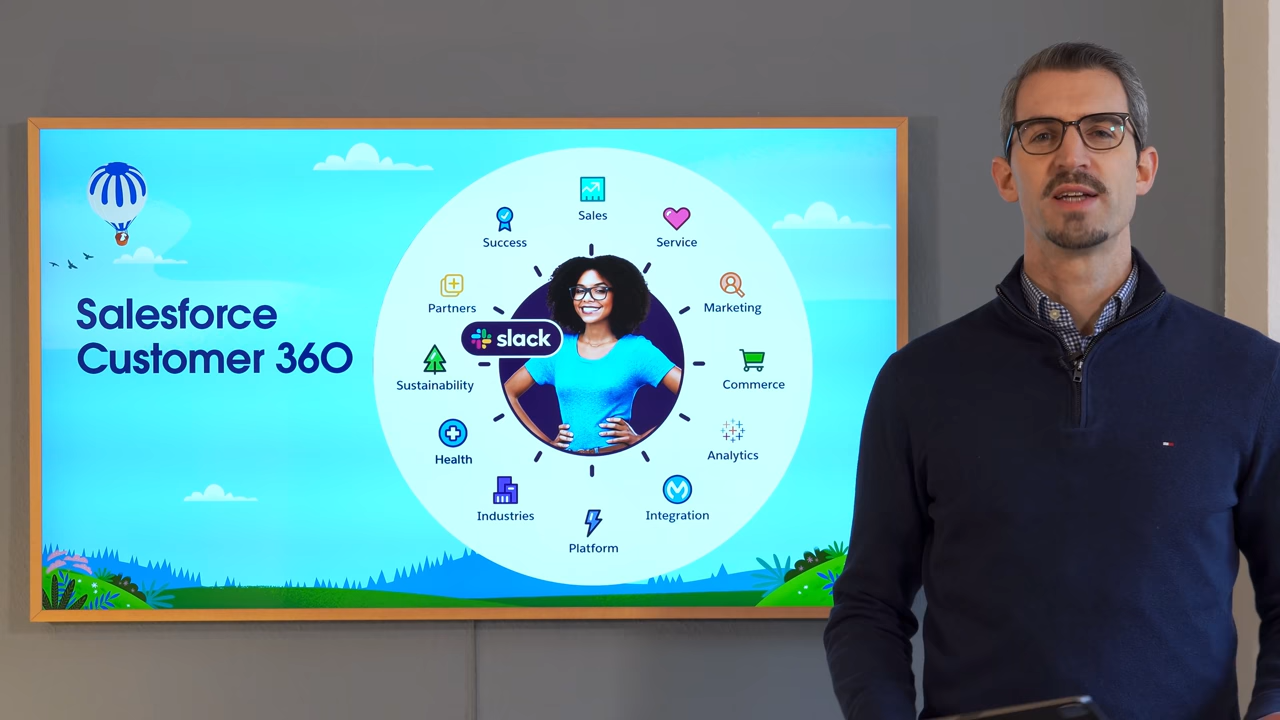 Salesforce
Customer 360
Sales
Success
Service
Partners
Marketing
slack
Sustainability
Commerce
Health
Analytics
Industries
Integration
Platform